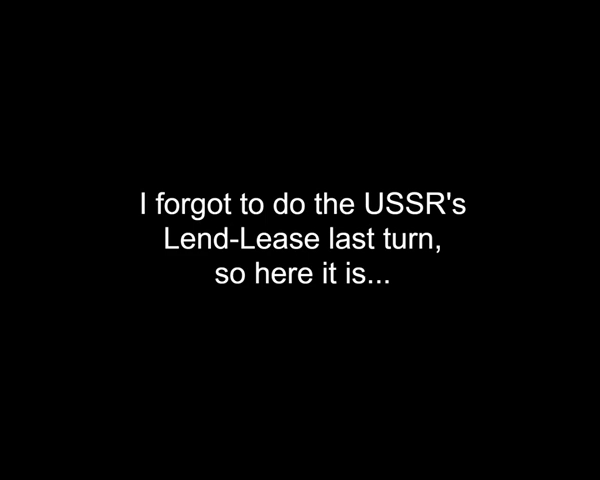 I forgot to do the USSR's
Lend-Lease last turn,
so here it is...